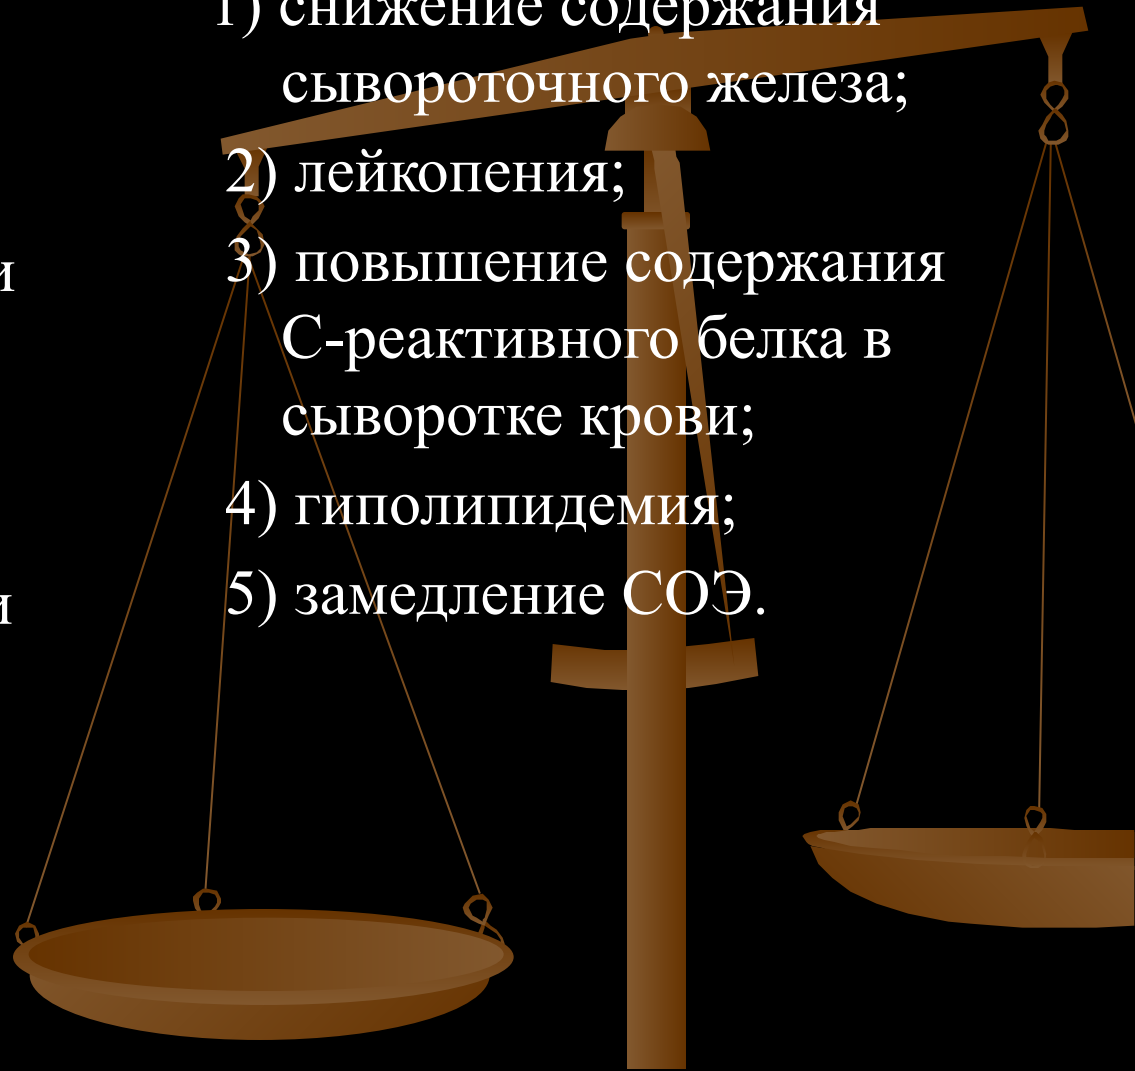 1) снижение содержания
сывороточного железа;
2) лейкопения;
и
3) повышение содержания
С-реактивного белка в
сыворотке крови;
4) гиполипидемия;
и
5) замедление СОЭ.